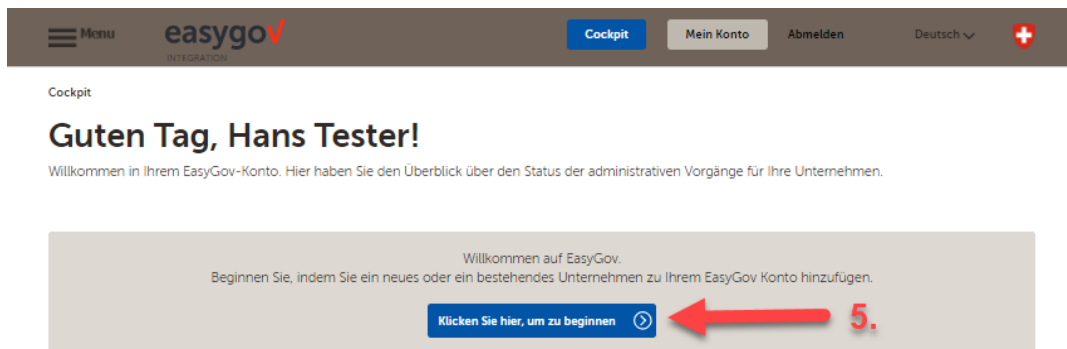 Menu
easygov
INTEGRATION
Cockpit
Mein Konto
Abmelden
Deutsch
Cockpit
Guten Tag, Hans Tester!
Willkommen in Ihrem EasyGov-Konto. Hier haben Sie den Überblick über den Status der administrativen Vorgänge für Ihre Unternehmen.
Willkommen auf EasyGov.
Beginnen Sie, indem Sie ein neues oder ein bestehendes Unternehmen zu Ihrem EasyGov Konto hinzufügen.
Klicken Sie hier, um zu beginnen
5.